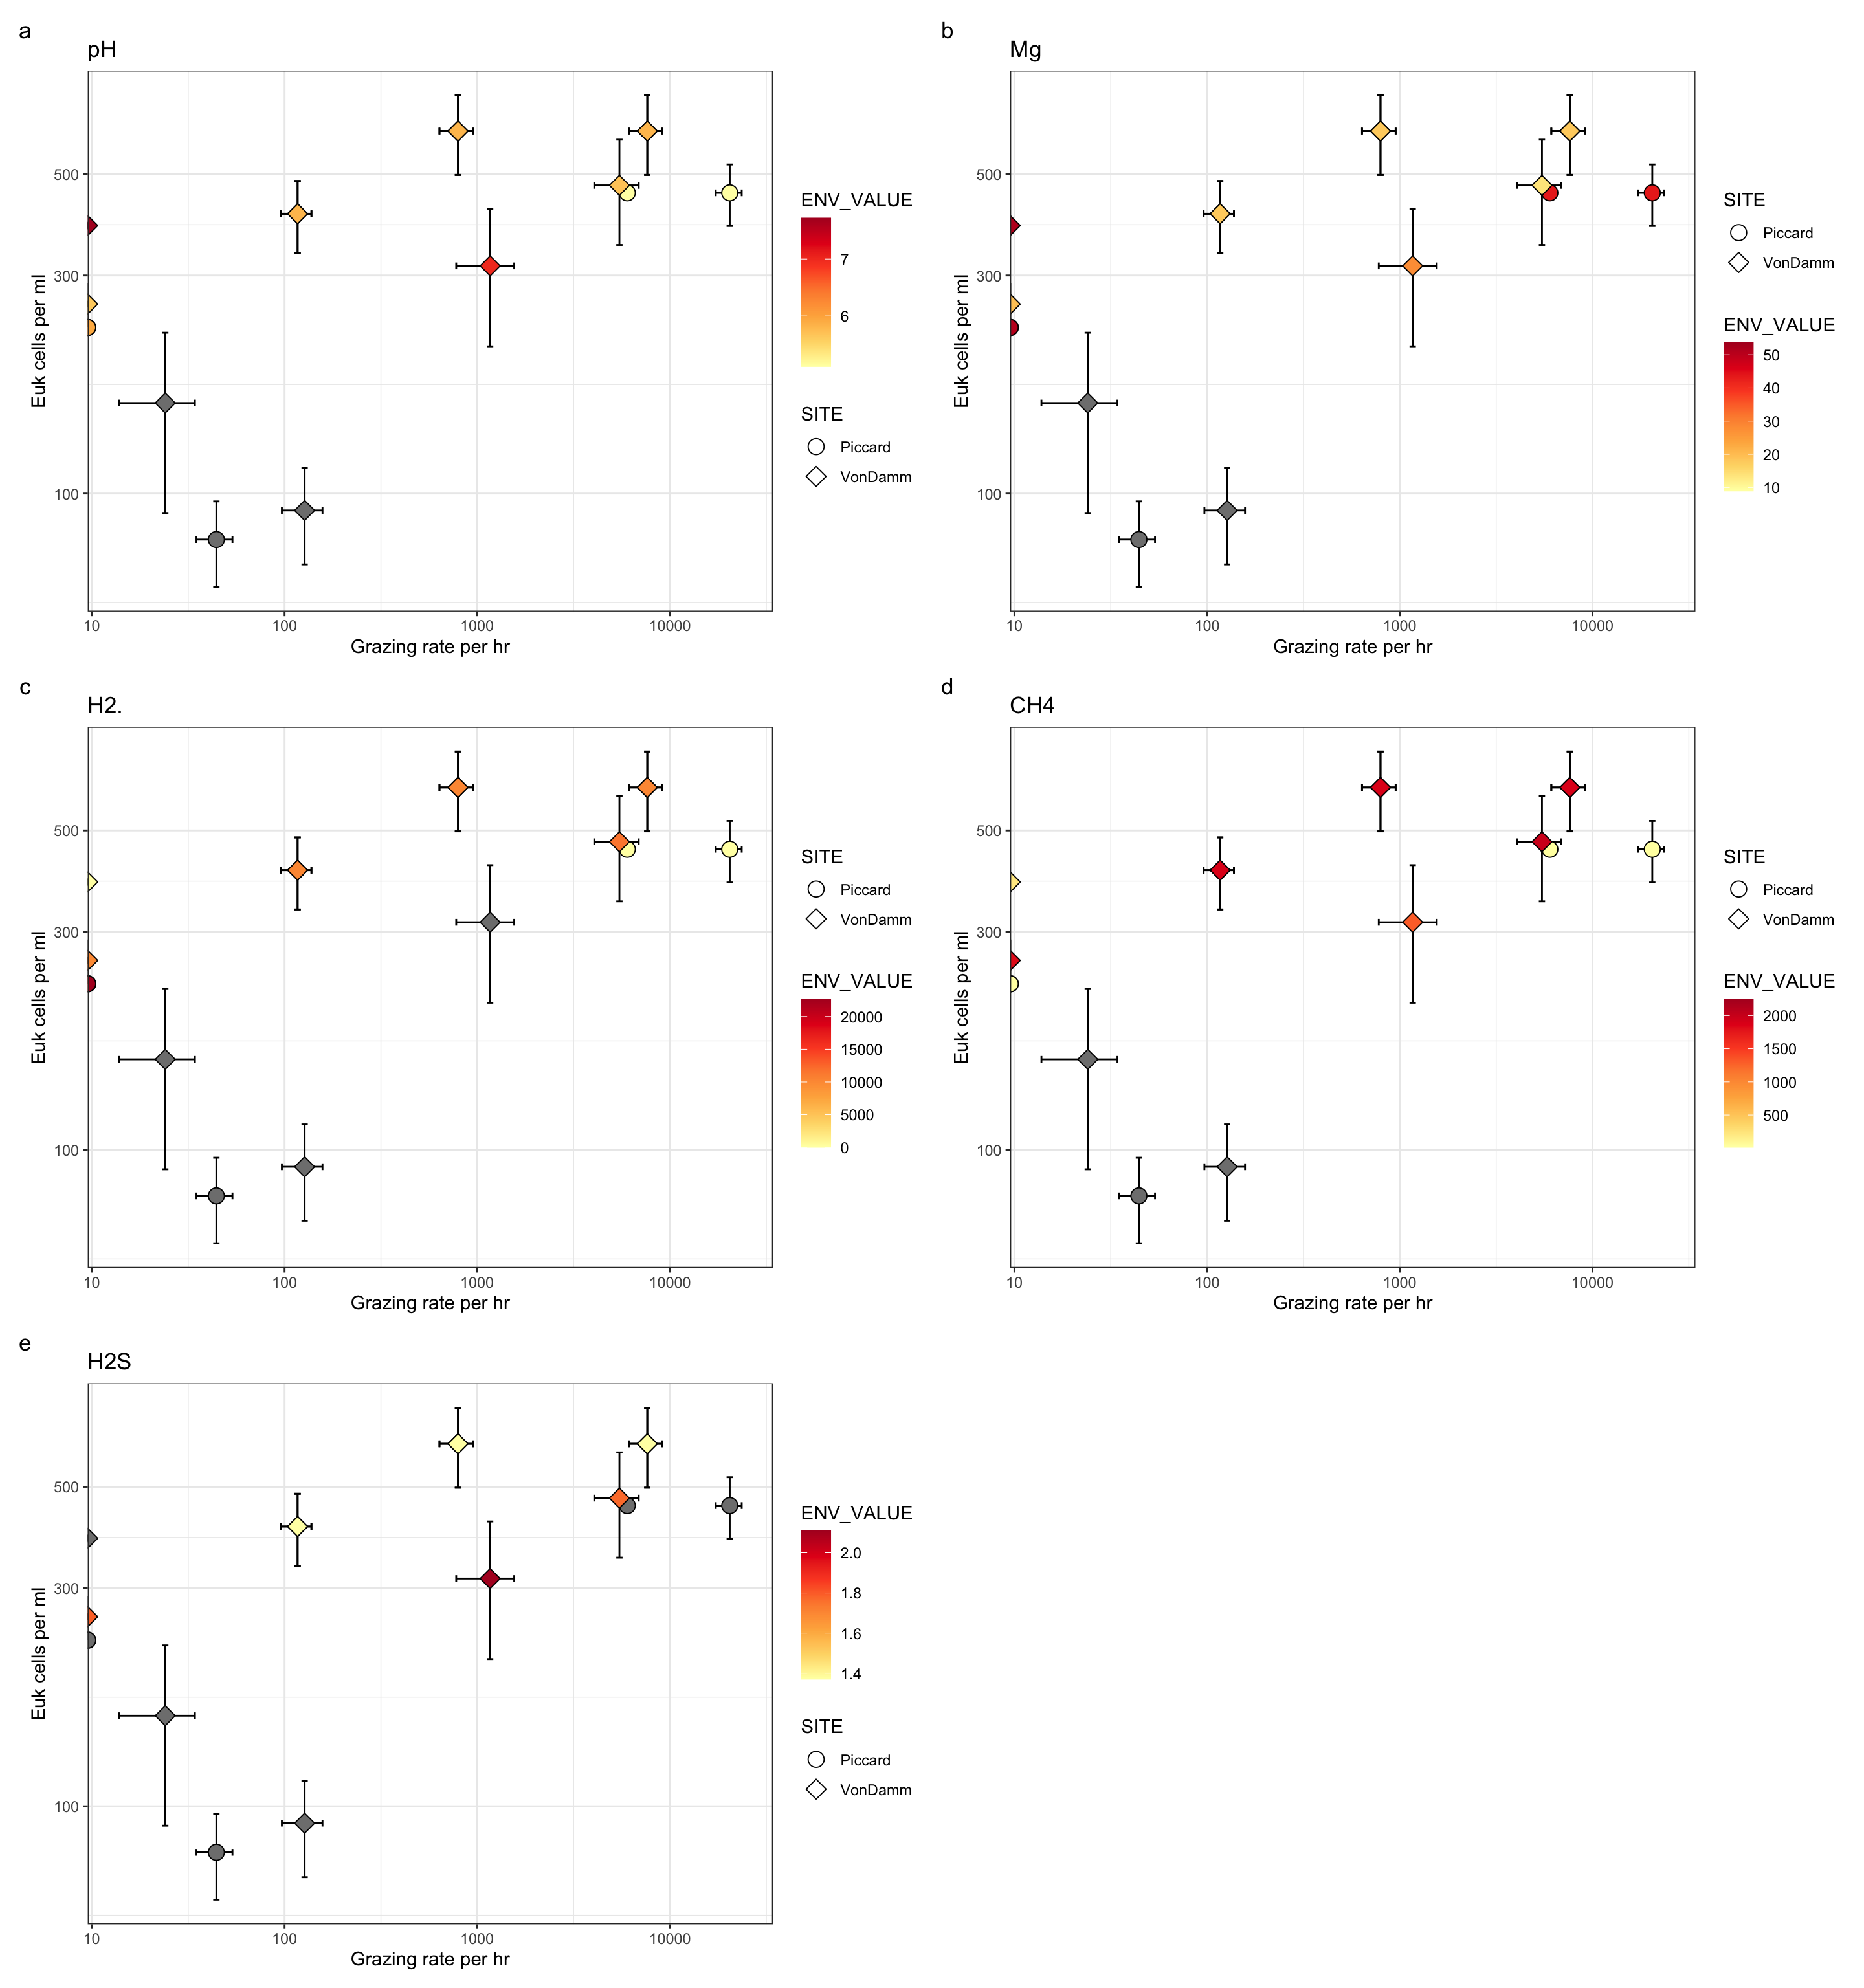 a
pH
500
300
100
Euk cells per ml
10 100 1000 10000
Grazing rate per hr
ENV_VALUE
7
6
SITE
Piccard
VonDamm
b
Mg
500
300
100
Euk cells per ml
10 100 1000 10000
Grazing rate per hr
SITE
Piccard
VonDamm
ENV_VALUE
50
40
30
20
10
c
H2.
500
300
100
Euk cells per ml
10 100 1000 10000
Grazing rate per hr
SITE
Piccard
VonDamm
ENV_VALUE
20000
15000
10000
5000
0
d
CH4
500
300
100
Euk cells per ml
10 100 1000 10000
Grazing rate per hr
SITE
Piccard
VonDamm
ENV_VALUE
2000
1500
1000
500
e
H2S
500
300
100
Euk cells per ml
10 100 1000 10000
Grazing rate per hr
ENV_VALUE
2.0
1.8
1.6
1.4
SITE
Piccard
VonDamm